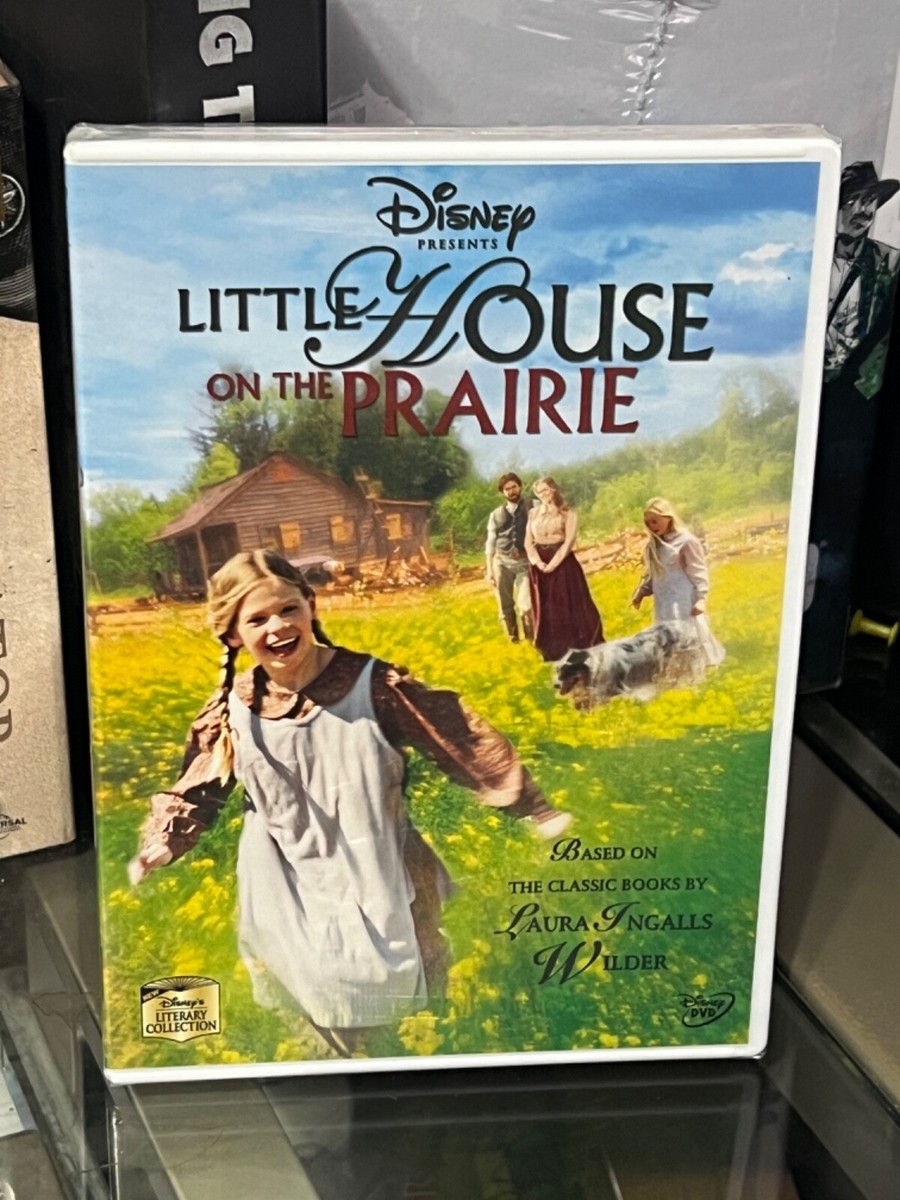 NG T
DISNEY
PRESENTS
LITTLE HOUSE
ON THE PRAIRIE
BASED ON
THE CLASSIC BOOKS BY
LAURA INGALLS
WILDER
Disney's
LITERARY
COLLECTION
Disney
DVD